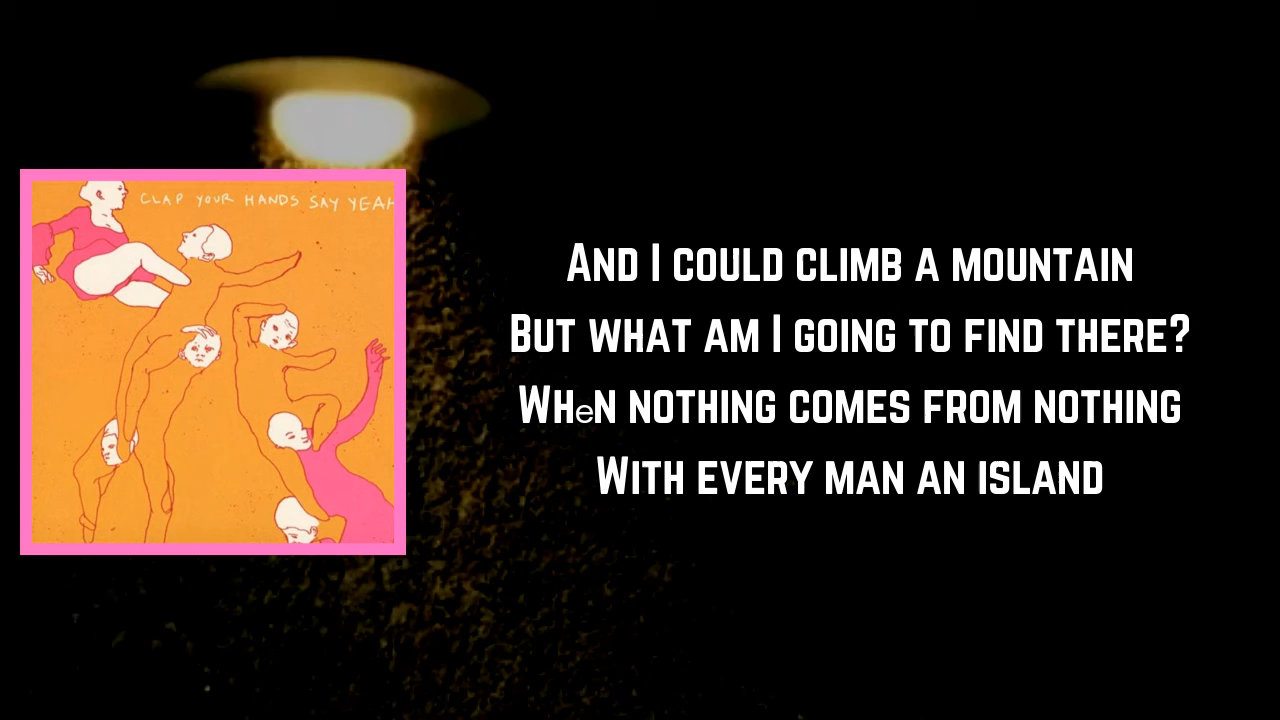 CLAP YOUR HANDS SAY YEAH
And I could climb a mountain
But what am I going to find there?
When nothing comes from nothing
With every man an island